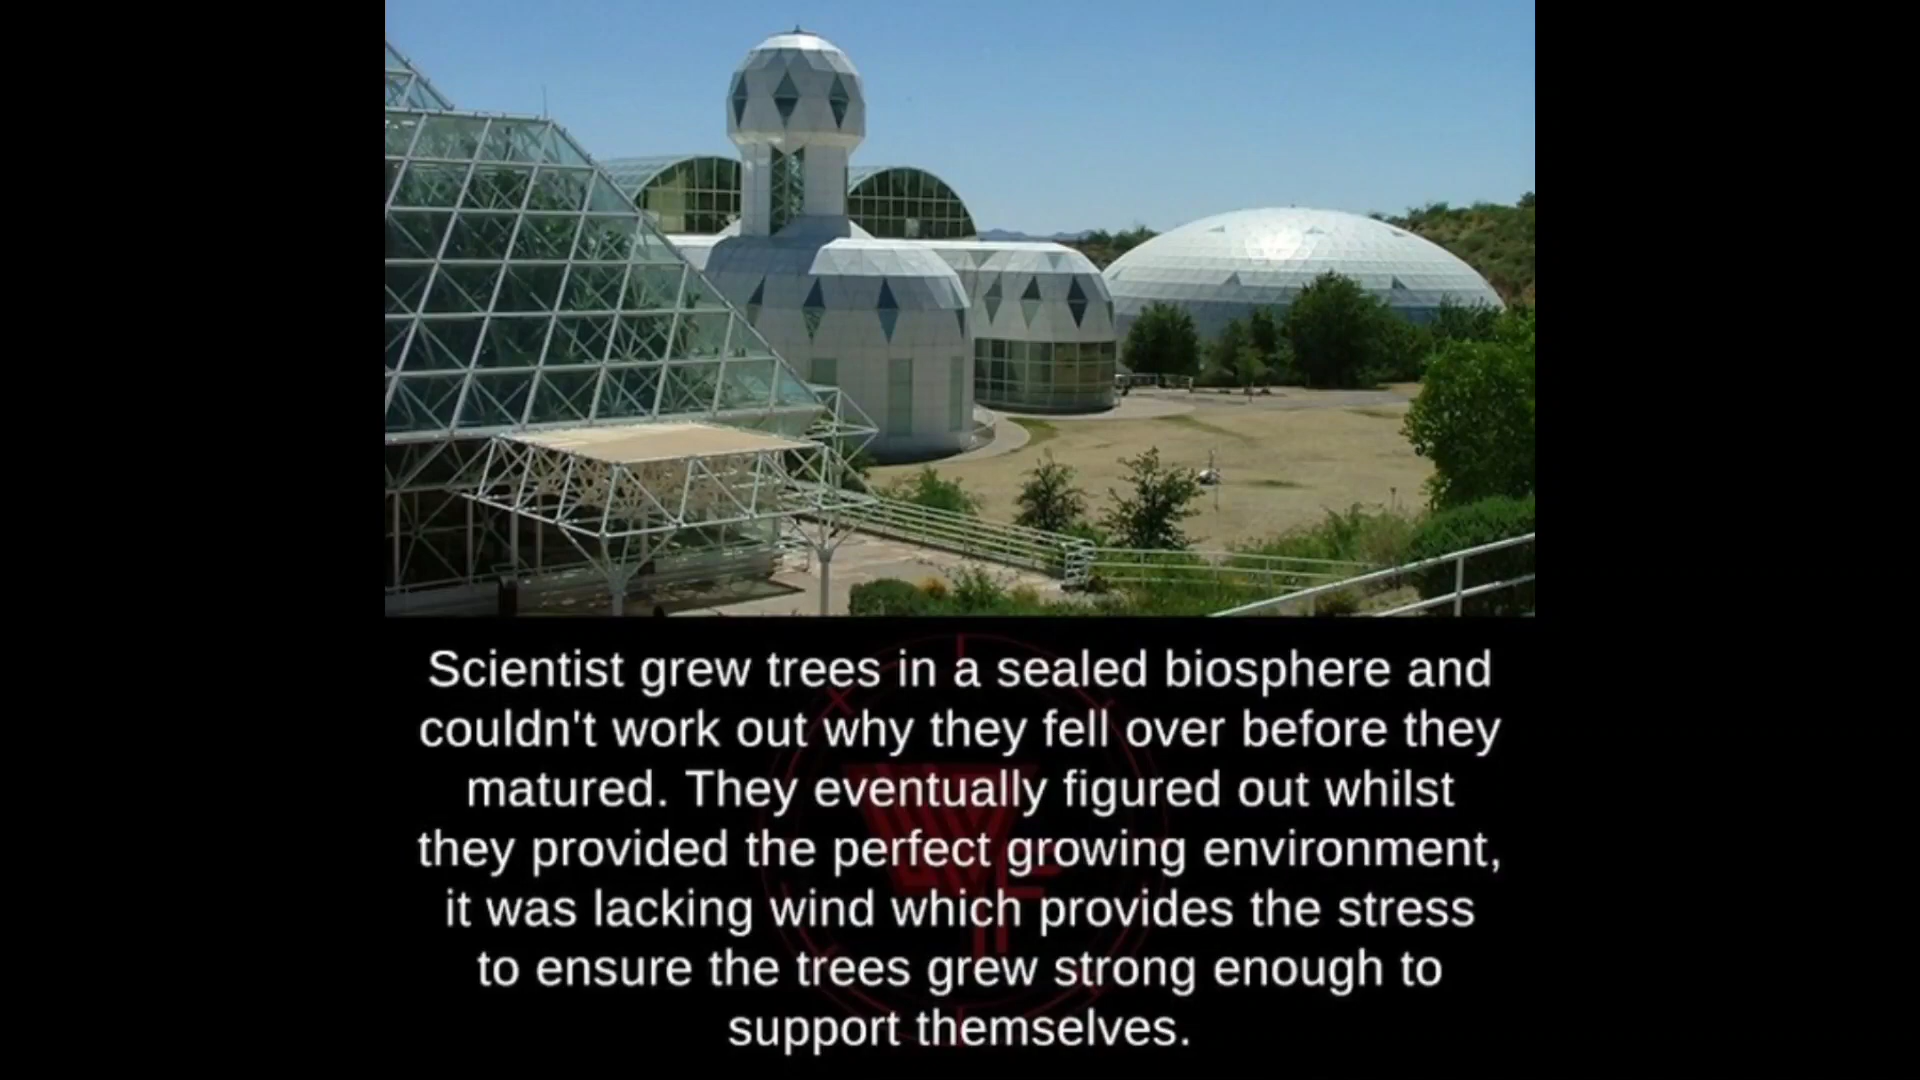 Scientist grew trees in a sealed biosphere and
couldn't work out why they fell over before they
matured. They eventually figured out whilst
they provided the perfect growing environment,
it was lacking wind which provides the stress
to ensure the trees grew strong enough to
support themselves.